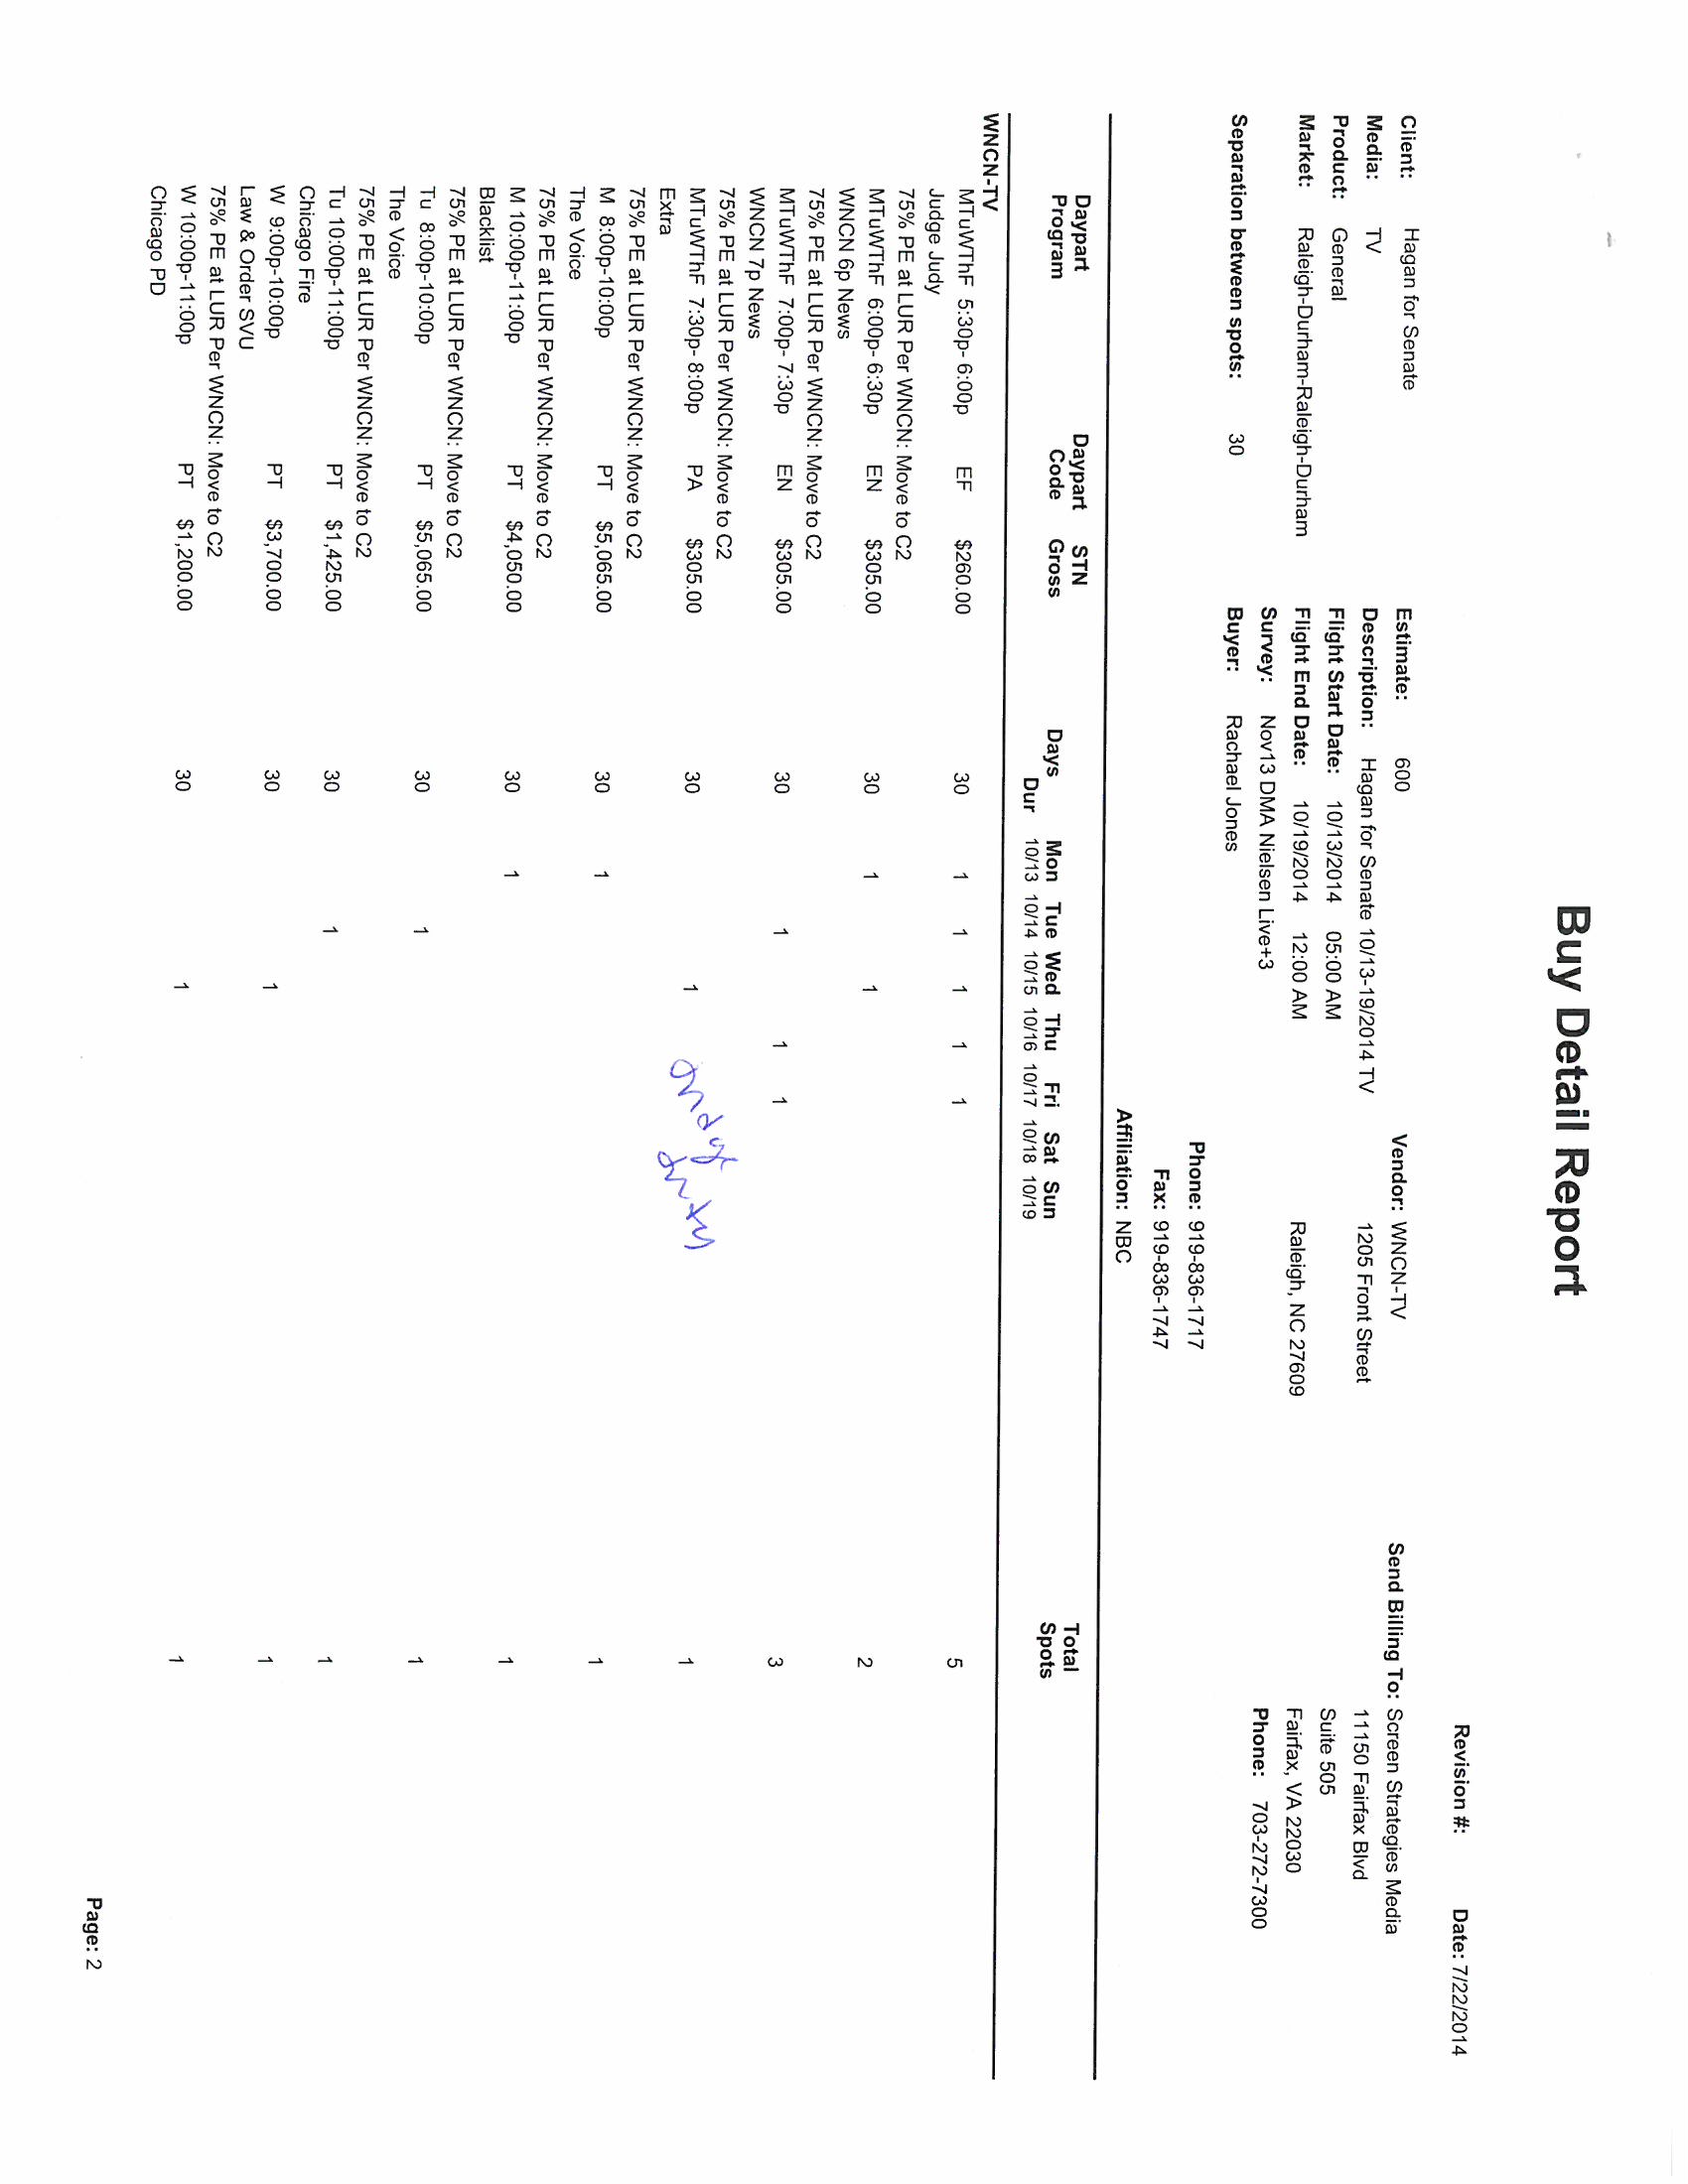 Buy Detail Report
Revision #: Date: 7/22/2014
Client: Hagan for Senate Estimate: 600 Vendor: WNCN-TV Send Billing To: Screen Strategies Media
Media: TV Description: Hagan for Senate 10/13-19/2014 TV 1205 Front Street 11150 Fairfax Blvd
Product: General Flight Start Date: 10/13/2014 05:00 AM Suite 505
Market: Raleigh-Durham-Raleigh-Durham Flight End Date: 10/19/2014 12:00 AM Raleigh, NC 27609 Fairfax, VA 22030
Survey: Nov13 DMA Nielsen Live+3 Phone: 703-272-7300
Separation between spots: 30 Buyer: Rachael Jones
Phone: 919-836-1717
Fax: 919-836-1747
Affiliation: NBC
Daypart Daypart STN Days Mon Tue Wed Thu Fri Sat Sun Total
Program Code Gross Dur 10/13 10/14 10/15 10/16 10/17 10/18 10/19 Spots
WNCN-TV
MTuWThF 5:30p- 6:00p EF $260.00 30 1 1 1 1 1 5
Judge Judy
75% PE at LUR Per WNCN: Move to C2
MTuWThF 6:00p- 6:30p EN $305.00 30 1 1 2
WNCN 6p News
75% PE at LUR Per WNCN: Move to C2
MTuWThF 7:00p- 7:30p EN $305.00 30 1 1 1 3
WNCN 7p News
75% PE at LUR Per WNCN: Move to C2
MTuWThF 7:30p- 8:00p PA $305.00 30 1 1
Extra
75% PE at LUR Per WNCN: Move to C2
M 8:00p-10:00p PT $5,065.00 30 1 1
The Voice
75% PE at LUR Per WNCN: Move to C2
M 10:00p-11:00p PT $4,050.00 30 1 1
Blacklist
75% PE at LUR Per WNCN: Move to C2
Tu 8:00p-10:00p PT $5,065.00 30 1 1
The Voice
75% PE at LUR Per WNCN: Move to C2
Tu 10:00p-11:00p PT $1,425.00 30 1 1
Chicago Fire
W 9:00p-10:00p PT $3,700.00 30 1 1
Law & Order SVU
75% PE at LUR Per WNCN: Move to C2
W 10:00p-11:00p PT $1,200.00 30 1 1
Chicago PD
Page: 2